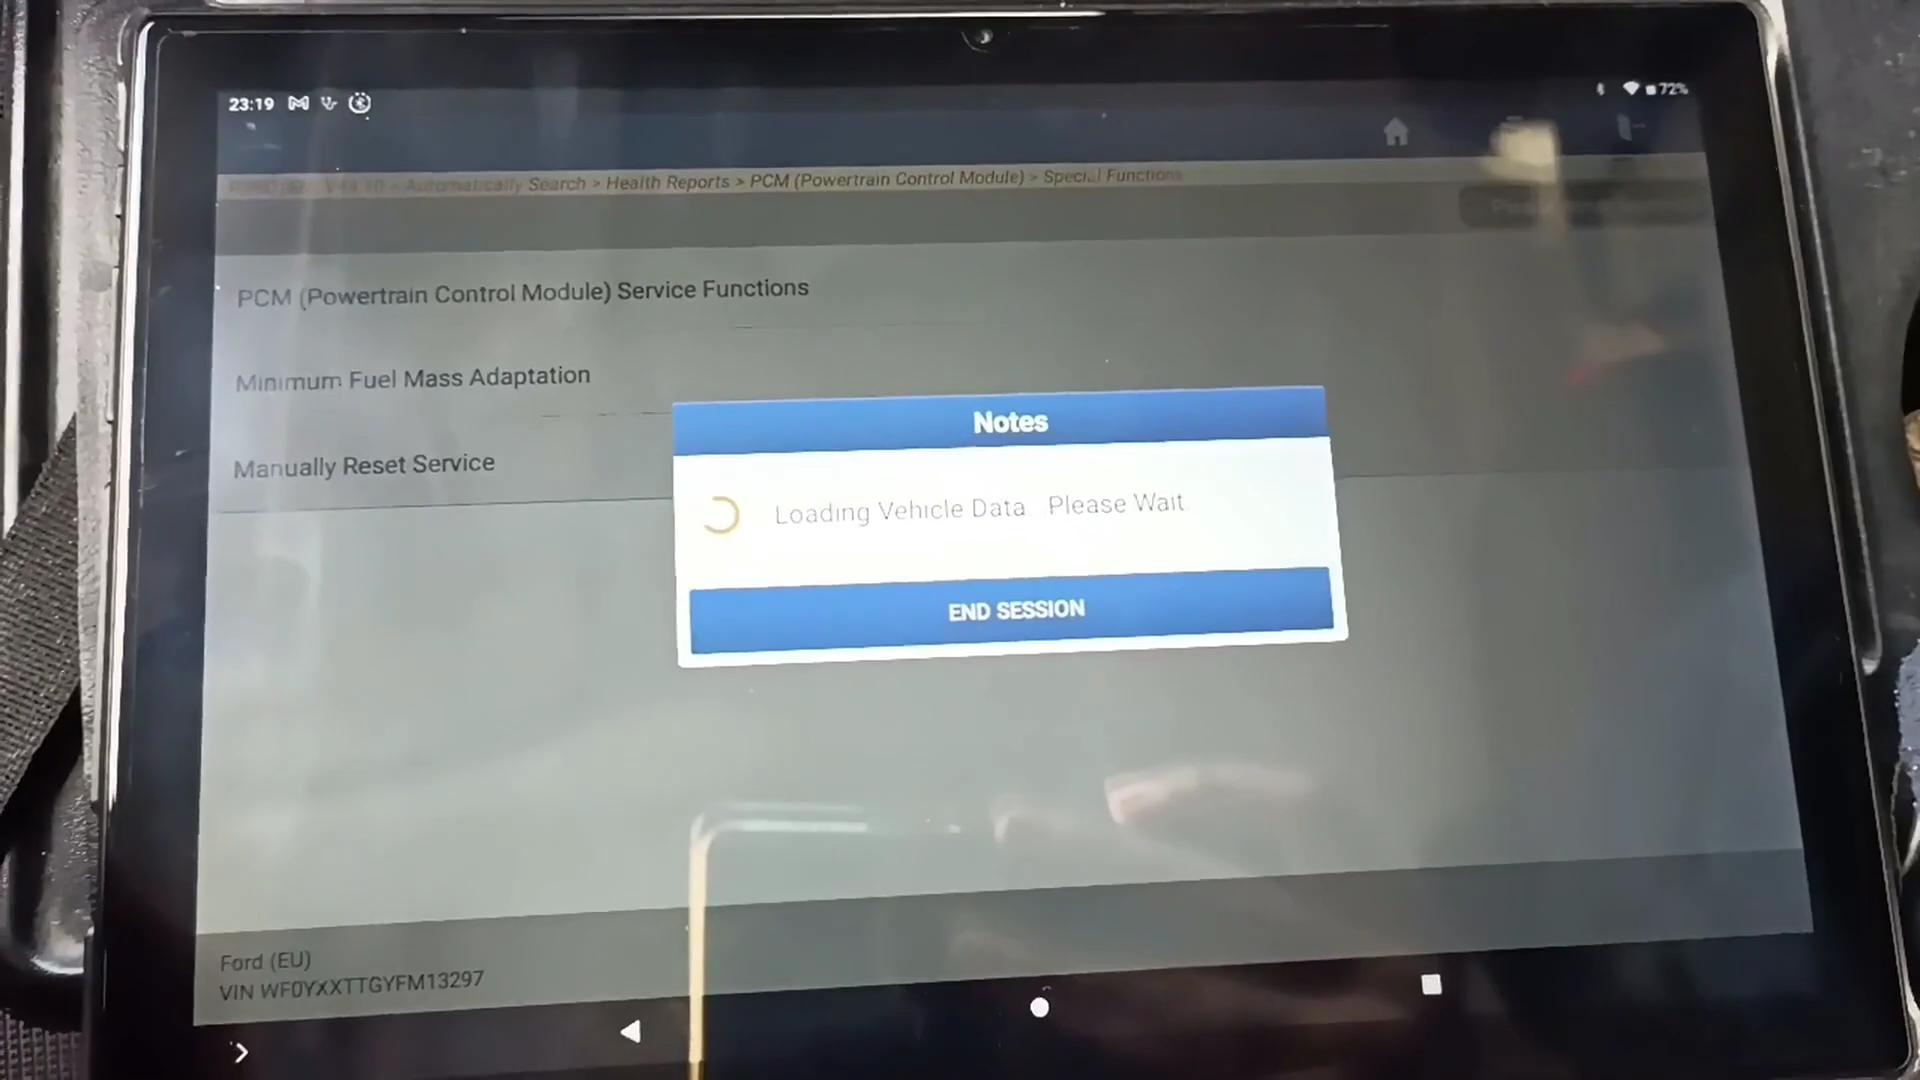 23:19
72%
Automatically Search > Health Reports > PCM (Powertrain Control Module) > Special Functions
PCM (Powertrain Control Module) Service Functions
Minimum Fuel Mass Adaptation
Manually Reset Service
Notes
Loading Vehicle Data.. Please Wait.
END SESSION
Ford (EU)
VIN WF0YXXTTGYFM13297